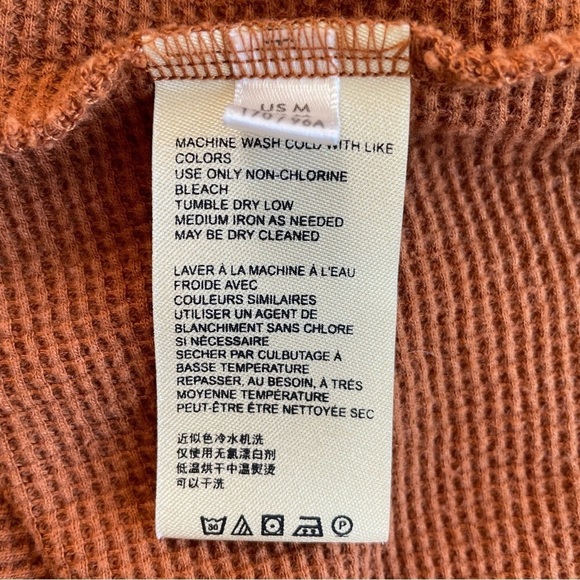 US M
170/96A
MACHINE WASH COLD WITH LIKE
COLORS
USE ONLY NON-CHLORINE
BLEACH
TUMBLE DRY LOW
MEDIUM IRON AS NEEDED
MAY BE DRY CLEANED
LAVER À LA MACHINE À L'EAU
FROIDE AVEC
COULEURS SIMILAIRES
UTILISER UN AGENT DE
BLANCHIMENT SANS CHLORE
SI NÉCESSAIRE
SECHER PAR CULBUTAGE À
BASSE TEMPÉRATURE
REPASSER, AU BESOIN, À TRÉS
MOYENNE TEMPÉRATURE
PEUT-ÊTRE ÊTRE NETTOYÉE SEC
近似色冷水机洗
仅使用无氯漂白剂
低温烘干中温熨烫
可以干洗
30
P